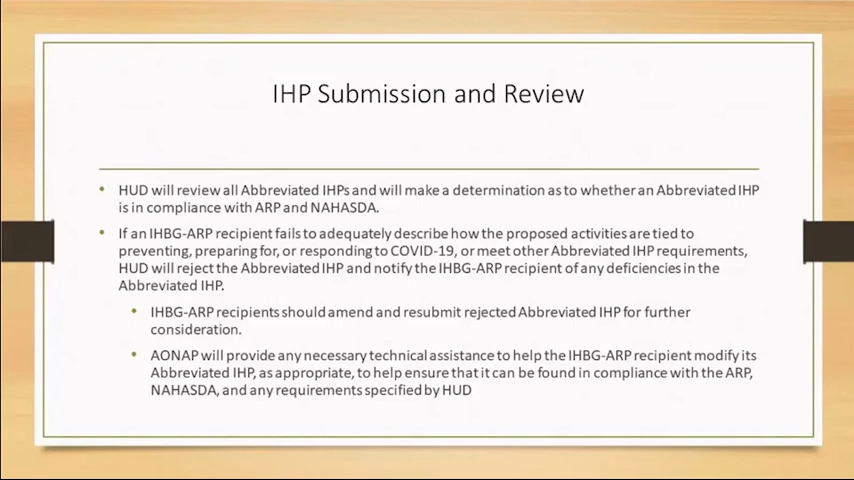 IHP Submission and Review
• HUD will review all Abbreviated IHPs and will make a determination as to whether an Abbreviated IHP
is in compliance with ARP and NAHASDA.
• If an IHBG-ARP recipient fails to adequately describe how the proposed activities are tied to
preventing, preparing for, or responding to COVID-19, or meet other Abbreviated IHP requirements,
HUD will reject the Abbreviated IHP and notify the IHBG-ARP recipient of any deficiencies in the
Abbreviated IHP.
• IHBG-ARP recipients should amend and resubmit rejected Abbreviated IHP for further
consideration.
• AONAP will provide any necessary technical assistance to help the IHBG-ARP recipient modify its
Abbreviated IHP, as appropriate, to help ensure that it can be found in compliance with the ARP,
NAHASDA, and any requirements specified by HUD